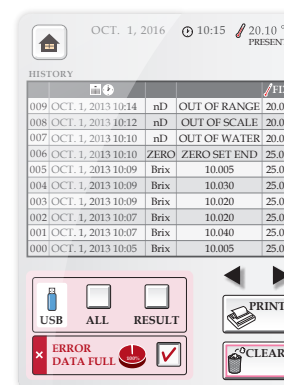 OCT. 1, 2016 10:15 20.10 °
PRESENT
HISTORY
009 OCT. 1, 2013 10:14 nD OUT OF RANGE 20.0
008 OCT. 1, 2013 10:12 nD OUT OF SCALE 20.0
007 OCT. 1, 2013 10:10 nD OUT OF WATER 20.0
006 OCT. 1, 2013 10:10 ZERO ZERO SET END 25.0
005 OCT. 1, 2013 10:09 Brix 10.005 25.0
004 OCT. 1, 2013 10:09 Brix 10.030 25.0
003 OCT. 1, 2013 10:09 Brix 10.020 25.0
002 OCT. 1, 2013 10:07 Brix 10.020 25.0
001 OCT. 1, 2013 10:07 Brix 10.040 25.0
000 OCT. 1, 2013 10:05 Brix 10.005 25.0
USB ALL RESULT
PRINT
ERROR
DATA FULL 100%
CLEAR